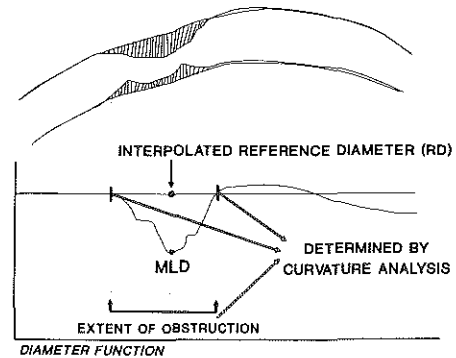 INTERPOLATED REFERENCE DIAMETER (RD)
MLD
DETERMINED BY
CURVATURE ANALYSIS
EXTENT OF OBSTRUCTION
DIAMETER FUNCTION